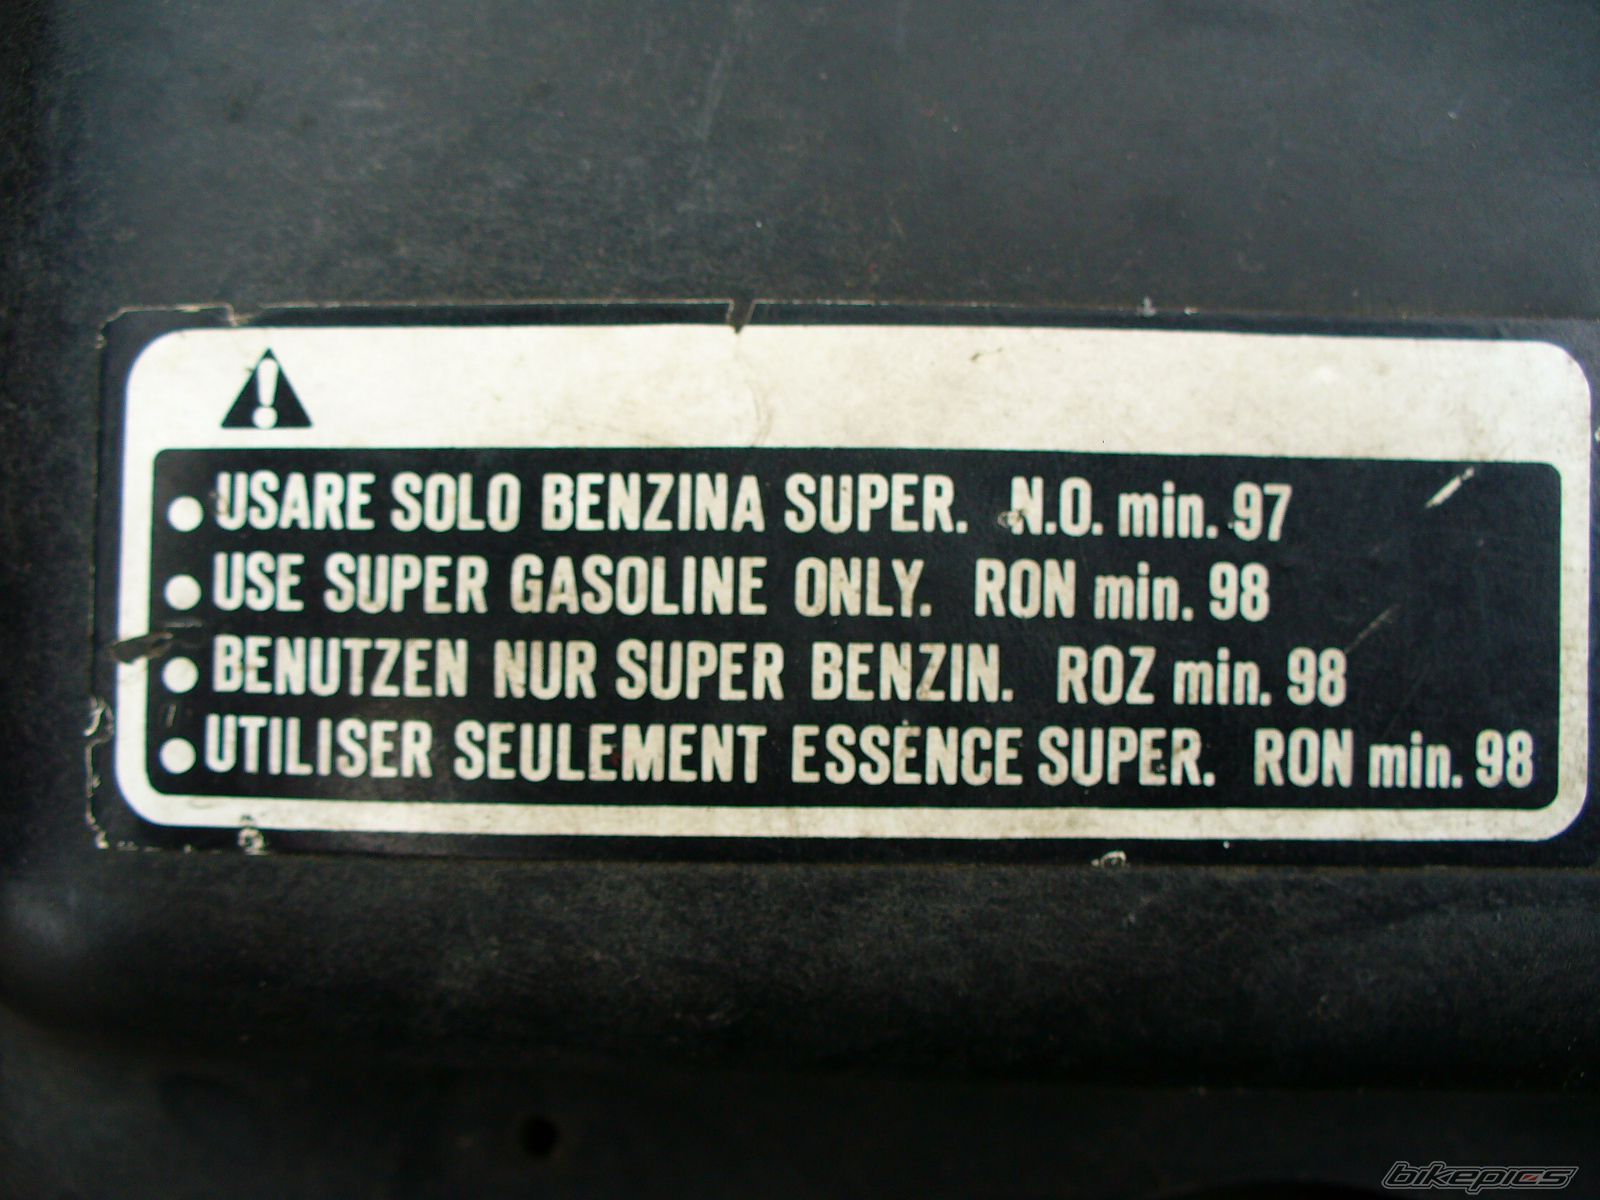 ● USARE SOLO BENZINA SUPER. N.O. min. 97
● USE SUPER GASOLINE ONLY. RON min. 98
● BENUTZEN NUR SUPER BENZIN. ROZ min. 98
● UTILISER SEULEMENT ESSENCE SUPER. RON min. 98
bikepics